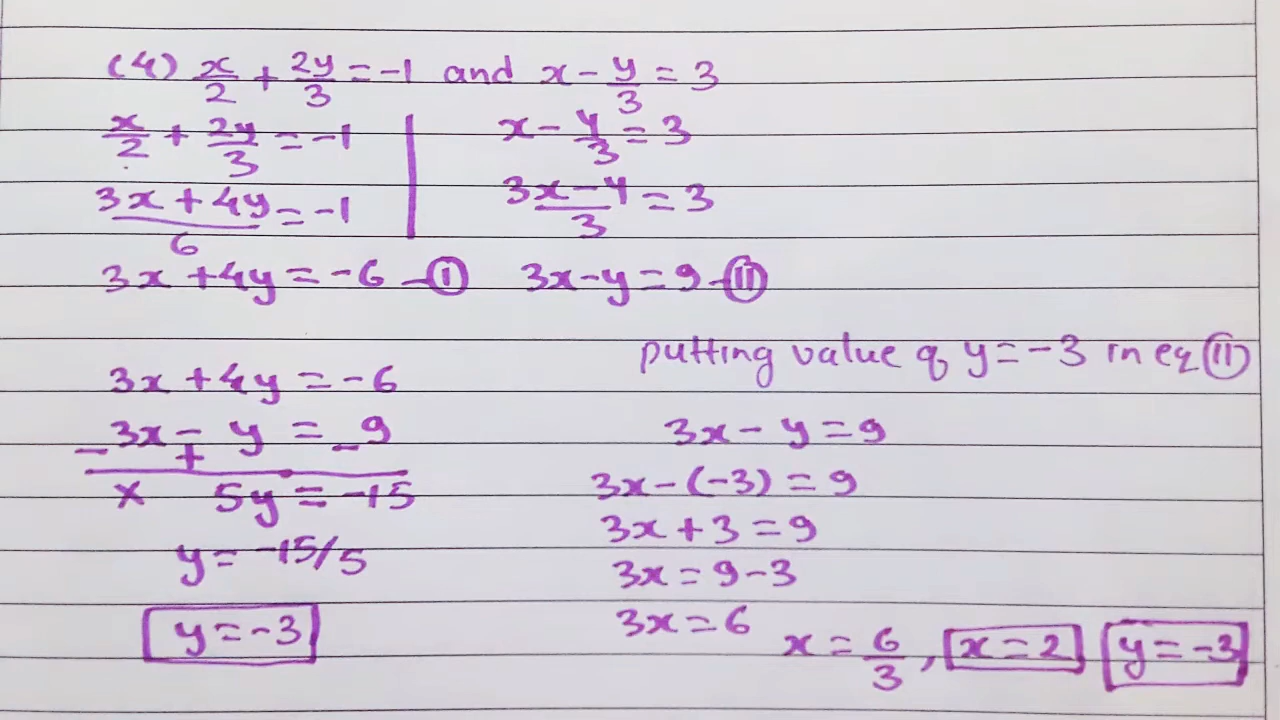 (4) x/2 + 2y/3 = -1 and x - y/3 = 3
x/2 + 2y/3 = -1
3x + 4y/6 = -1
3x + 4y = -6 - (I)
x - y/3 = 3
3x - y/3 = 3
3x - y = 9 - (II)
3x + 4y = -6
3x - y = 9
- + -
x 5y = -15
y = -15/5
y = -3
putting value of y = -3 in eq (II)
3x - y = 9
3x - (-3) = 9
3x + 3 = 9
3x = 9 - 3
3x = 6
x = 6/3, x = 2 y = -3